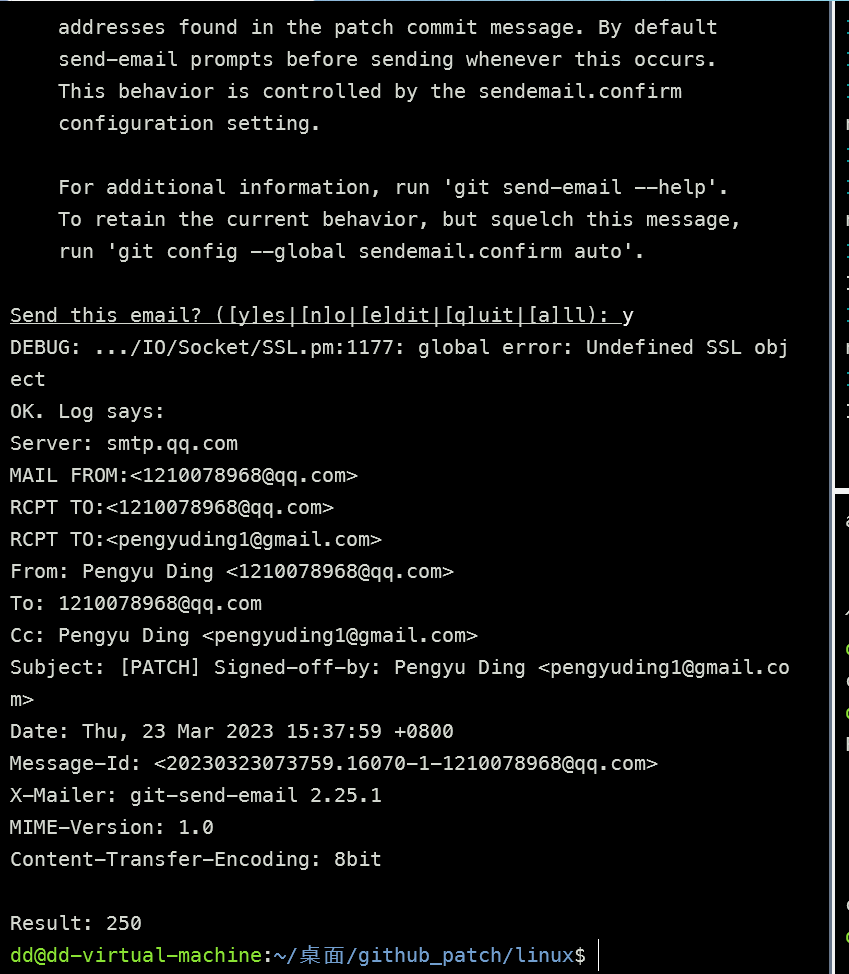 addresses found in the patch commit message. By default
send-email prompts before sending whenever this occurs.
This behavior is controlled by the sendemail.confirm
configuration setting.
For additional information, run 'git send-email --help'.
To retain the current behavior, but squelch this message,
run 'git config --global sendemail.confirm auto'.
Send this email? ([y]es|[n]o|[e]dit|[q]uit|[a]ll): y
DEBUG: .../IO/Socket/SSL.pm:1177: global error: Undefined SSL obj
ect
OK. Log says:
Server: smtp.qq.com
MAIL FROM:<1210078968@qq.com>
RCPT TO:<1210078968@qq.com>
RCPT TO:<pengyuding1@gmail.com>
From: Pengyu Ding <1210078968@qq.com>
To: 1210078968@qq.com
Cc: Pengyu Ding <pengyuding1@gmail.com>
Subject: [PATCH] Signed-off-by: Pengyu Ding <pengyuding1@gmail.co
m>
Date: Thu, 23 Mar 2023 15:37:59 +0800
Message-Id: <20230323073759.16070-1-1210078968@qq.com>
X-Mailer: git-send-email 2.25.1
MIME-Version: 1.0
Content-Transfer-Encoding: 8bit
Result: 250
dd@dd-virtual-machine:~/桌面/github_patch/linux$